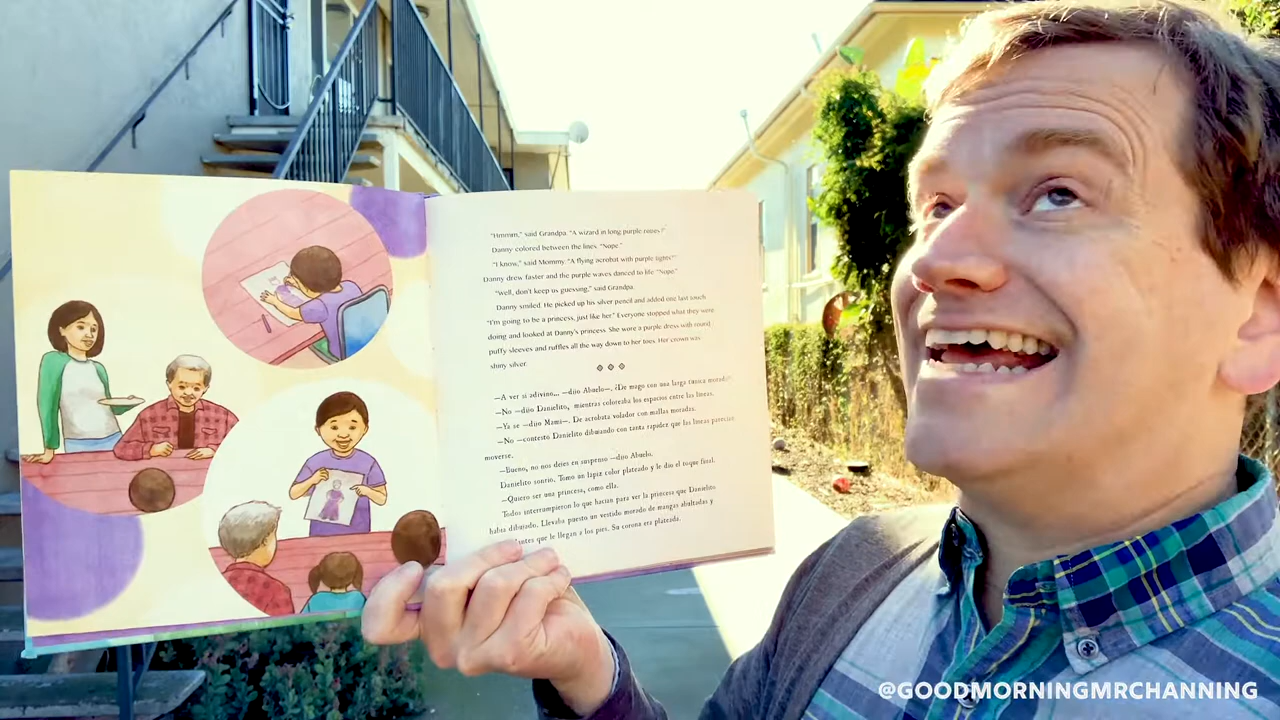 "Hmmm," said Grandpa. "A wizard in long purple robes?"
Danny colored between the lines. "Nope."
"I know," said Mommy. "A flying acrobat with purple tights?"
Danny drew faster and the purple waves danced to life. "Nope."
"Well, don't keep us guessing," said Grandpa.
Danny smiled. He picked up his silver pencil and added one last touch.
"I'm going to be a princess, just like her." Everyone stopped what they were
doing and looked at Danny's princess. She wore a purple dress with round
puffy sleeves and ruffles all the way down to her toes. Her crown was
shiny silver.
—A ver si adivino... —dijo Abuelo—. ¿De mago con una larga túnica morada?
—No —dijo Danielito, mientras coloreaba los espacios entre las líneas.
—Ya se —dijo Mamá—. De acróbata volador con mallas moradas.
—No —contestó Danielito dibujando con tanta rapidez que las líneas parecían
moverse.
—Bueno, no nos dejes en suspenso —dijo Abuelo.
Danielito sonrió. Tomó un lápiz color plateado y le dio el toque final.
—Quiero ser una princesa, como ella.
Todos interrumpieron lo que hacían para ver la princesa que Danielito
había dibujado. Llevaba puesto un vestido morado de mangas abultadas y
que le llegan a los pies. Su corona era plateada.
@GOODMORNINGMRCHANNING